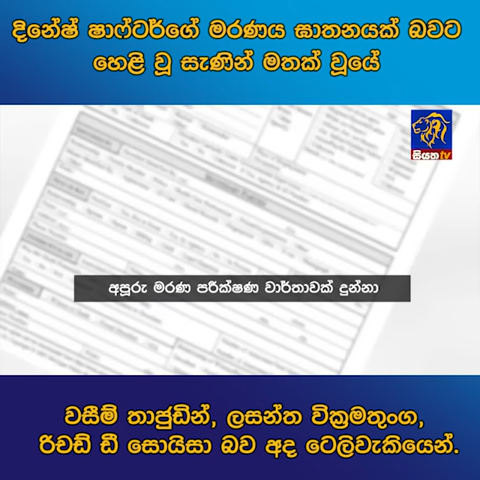 දිනේෂ් ෂාෆ්ටර්ගේ මරණය ඝාතනයක් බවට
හෙළි වූ සැණින් මතක් වූයේ
සියත tv
අපූරු මරණ පරික්ෂණ වාර්තාවක් දුන්නා
වසීම් තාජුඩින්, ලසන්ත වික්‍රමතුංග,
රිචඩ් ඩී සොයිසා බව අද ටෙලිවැකියෙන්.